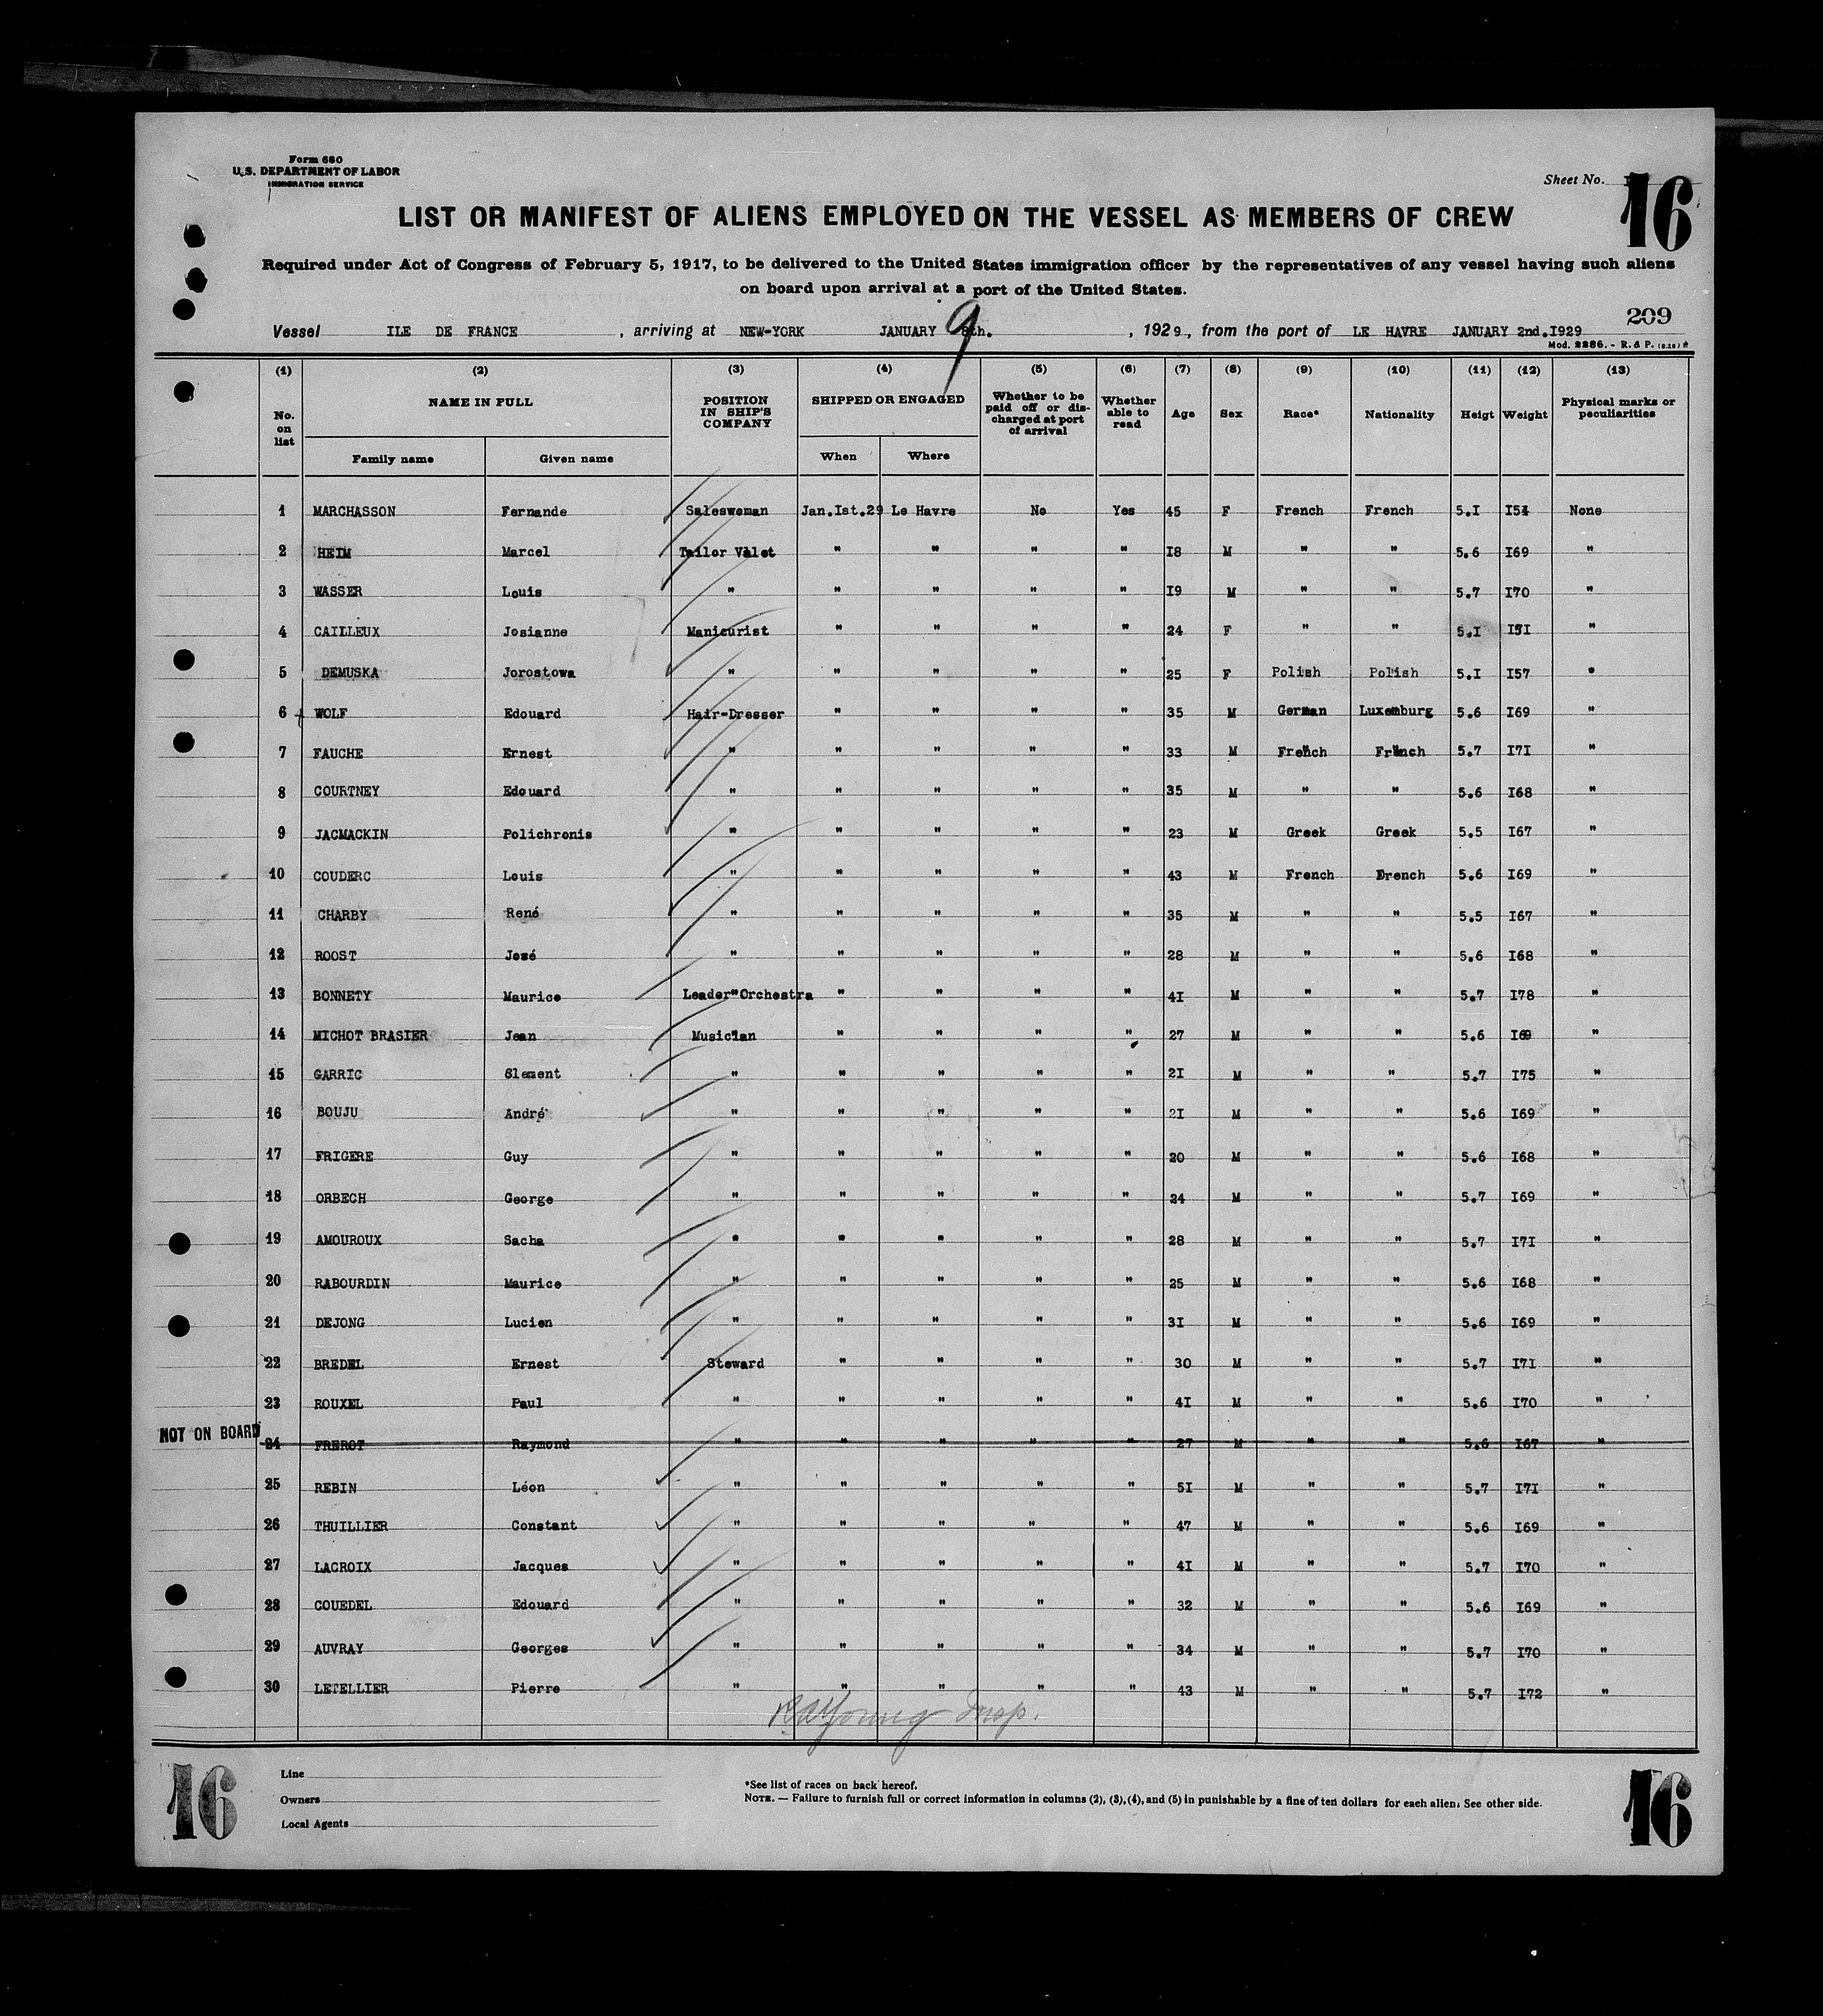 Form 680
U.S. DEPARTMENT OF LABOR
IMMIGRATION SERVICE
Sheet No. 16
LIST OR MANIFEST OF ALIENS EMPLOYED ON THE VESSEL AS MEMBERS OF CREW
Required under Act of Congress of February 5, 1917, to be delivered to the United States immigration officer by the representatives of any vessel having such aliens
on board upon arrival at a port of the United States.
209
Vessel ILE DE FRANCE , arriving at NEW-YORK JANUARY 9 th. , 1929, from the port of LE HAVRE JANUARY 2nd.I929
Mod. 2286. - R. & P.
(1) (2) (3) (4) (5) (6) (7) (8) (9) (10) (11) (12) (13)
No. on list NAME IN FULL POSITION IN SHIP'S COMPANY SHIPPED OR ENGAGED Whether to be paid off or discharged at port of arrival Whether able to read Age Sex Race* Nationality Heigt Weight Physical marks or peculiarities
Family name Given name When Where
1 MARCHASSON Fernande Saleswoman Jan.Ist.29 Le Havre No Yes 45 F French French 5.I I54 None
2 HEIM Marcel Tailor Valet " " " " I8 M " " 5.6 I69 "
3 WASSER Louis " " " " " I9 M " " 5.7 I70 "
4 CAILLEUX Josianne Manicurist " " " " 24 F " " 5.I I5I "
5 DEMUSKA Jorostowa " " " " " 25 F Polish Polish 5.I I57 "
6 WOLF Edouard Hair-Dresser " " " " 35 M German Luxemburg 5.6 I69 "
7 FAUCHE Ernest " " " " " 33 M French French 5.7 I7I "
8 COURTNEY Edouard " " " " " 35 M " " 5.6 I68 "
9 JACMACKIN Polichronis " " " " " 23 M Greek Greek 5.5 I67 "
10 COUDERC Louis " " " " " 43 M French French 5.6 I69 "
11 CHARBY René " " " " " 35 M " " 5.5 I67 "
12 ROOST José " " " " " 28 M " " 5.6 I68 "
13 BONNETY Maurice Leader Orchestra " " " " 4I M " " 5.7 I78 "
14 MICHOT BRASIER Jean Musician " " " " 27 M " " 5.6 I69 "
15 GARRIC Clement " " " " " 2I M " " 5.7 I75 "
16 BOUJU André " " " " " 2I M " " 5.6 I69 "
17 FRIGERE Guy " " " " " 20 M " " 5.6 I68 "
18 ORBECH George " " " " " 24 M " " 5.7 I69 "
19 AMOUROUX Sacha " " " " " 28 M " " 5.7 I7I "
20 RABOURDIN Maurice " " " " " 25 M " " 5.6 I68 "
21 DEJONG Lucien " " " " " 3I M " " 5.6 I69 "
22 BREDEL Ernest Steward " " " " 30 M " " 5.7 I7I "
23 ROUXEL Paul " " " " " 4I M " " 5.6 I70 "
NOT ON BOARD 24 FREROT Raymond " " " " " 27 M " " 5.6 I67 "
25 REBIN Léon " " " " " 5I M " " 5.7 I7I "
26 THUILLIER Constant " " " " " 47 M " " 5.6 I69 "
27 LACROIX Jacques " " " " " 4I M " " 5.7 I70 "
28 COUEDEL Edouard " " " " " 32 M " " 5.6 I69 "
29 AUVRAY Georges " " " " " 34 M " " 5.7 I70 "
30 LETELLIER Pierre " " " " " 43 M " " 5.7 I72 "
Young Insp.
16
Line
Owners
Local Agents
*See list of races on back hereof.
NOTE. — Failure to furnish full or correct information in columns (2), (3), (4), and (5) in punishable by a fine of ten dollars for each alien. See other side.
16